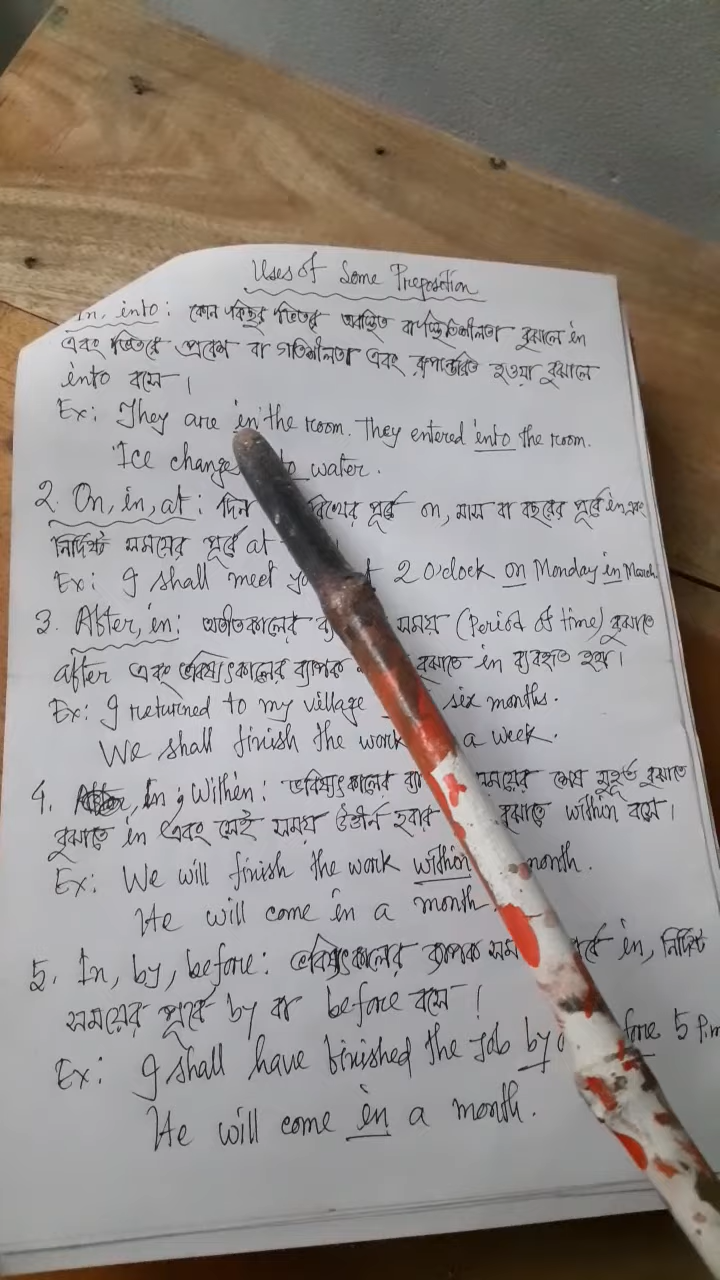 Uses of Some Preposition
In, into: কোন কিছুর ভিতরে অবস্থিত বা স্থিতিশীলতা বুঝালে in
এবং ভিতরে প্রবেশ বা গতিশীলতা এবং রূপান্তরিত হওয়া বুঝালে
into বসে।
Ex: They are in the room. They entered into the room.
Ice change water.
2. On, in, at: দিন পূর্বে on, মাস বা বছরের পূর্বে in এবং
নির্দিষ্ট সময়ের পূর্বে at
Ex: I shall meet 2 O'clock on Monday in March.
3. After, in: অতীতকালের সময় (Period of time) বুঝাতে
after এবং ভবিষ্যৎকালের ব্যাপক বুঝাতে in ব্যবহৃত হয়।
Ex: I returned to my village six months.
We shall finish the work a week.
4. In, Within: ভবিষ্যৎকালের সময়ের শেষ মুহূর্ত বুঝাতে
বুঝাতে in এবং সেই সময় উত্তীর্ন হবার বুঝাতে within বসে।
Ex: We will finish the work within month.
He will come in a month.
5. In, by, before: ভবিষ্যৎকালের ব্যাপক পূর্বে in, নির্দিষ্ট
সময়ের পূর্বে by বা before বসে।
Ex: I shall have finished the job by 5 P.m
He will come in a month.